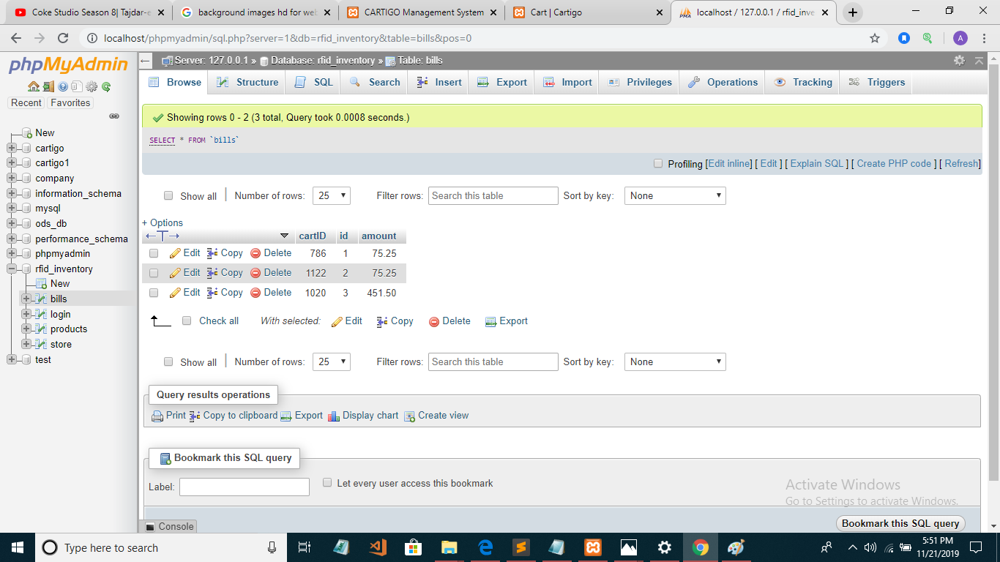 Coke Studio Season 8| Tajdar-e
background images hd for web
CARTIGO Management System
Cart | Cartigo
localhost / 127.0.0.1 / rfid_inve
localhost/phpmyadmin/sql.php?server=1&db=rfid_inventory&table=bills&pos=0
A
phpMyAdmin
Recent Favorites
New
cartigo
cartigo1
company
information_schema
mysql
ods_db
performance_schema
phpmyadmin
rfid_inventory
New
bills
login
products
store
test
Server: 127.0.0.1 » Database: rfid_inventory » Table: bills
Browse Structure SQL Search Insert Export Import Privileges Operations Tracking Triggers
Showing rows 0 - 2 (3 total, Query took 0.0008 seconds.)
SELECT * FROM `bills`
Profiling [Edit inline] [ Edit ] [ Explain SQL ] [ Create PHP code ] [ Refresh]
Show all Number of rows: 25 Filter rows: Search this table Sort by key: None
+ Options
←T→ cartID id amount
Edit Copy Delete 786 1 75.25
Edit Copy Delete 1122 2 75.25
Edit Copy Delete 1020 3 451.50
Check all With selected: Edit Copy Delete Export
Show all Number of rows: 25 Filter rows: Search this table Sort by key: None
Query results operations
Print Copy to clipboard Export Display chart Create view
Bookmark this SQL query
Label: Let every user access this bookmark
Activate Windows
Go to Settings to activate Windows.
Console
Bookmark this SQL query
Type here to search
5:51 PM
11/21/2019